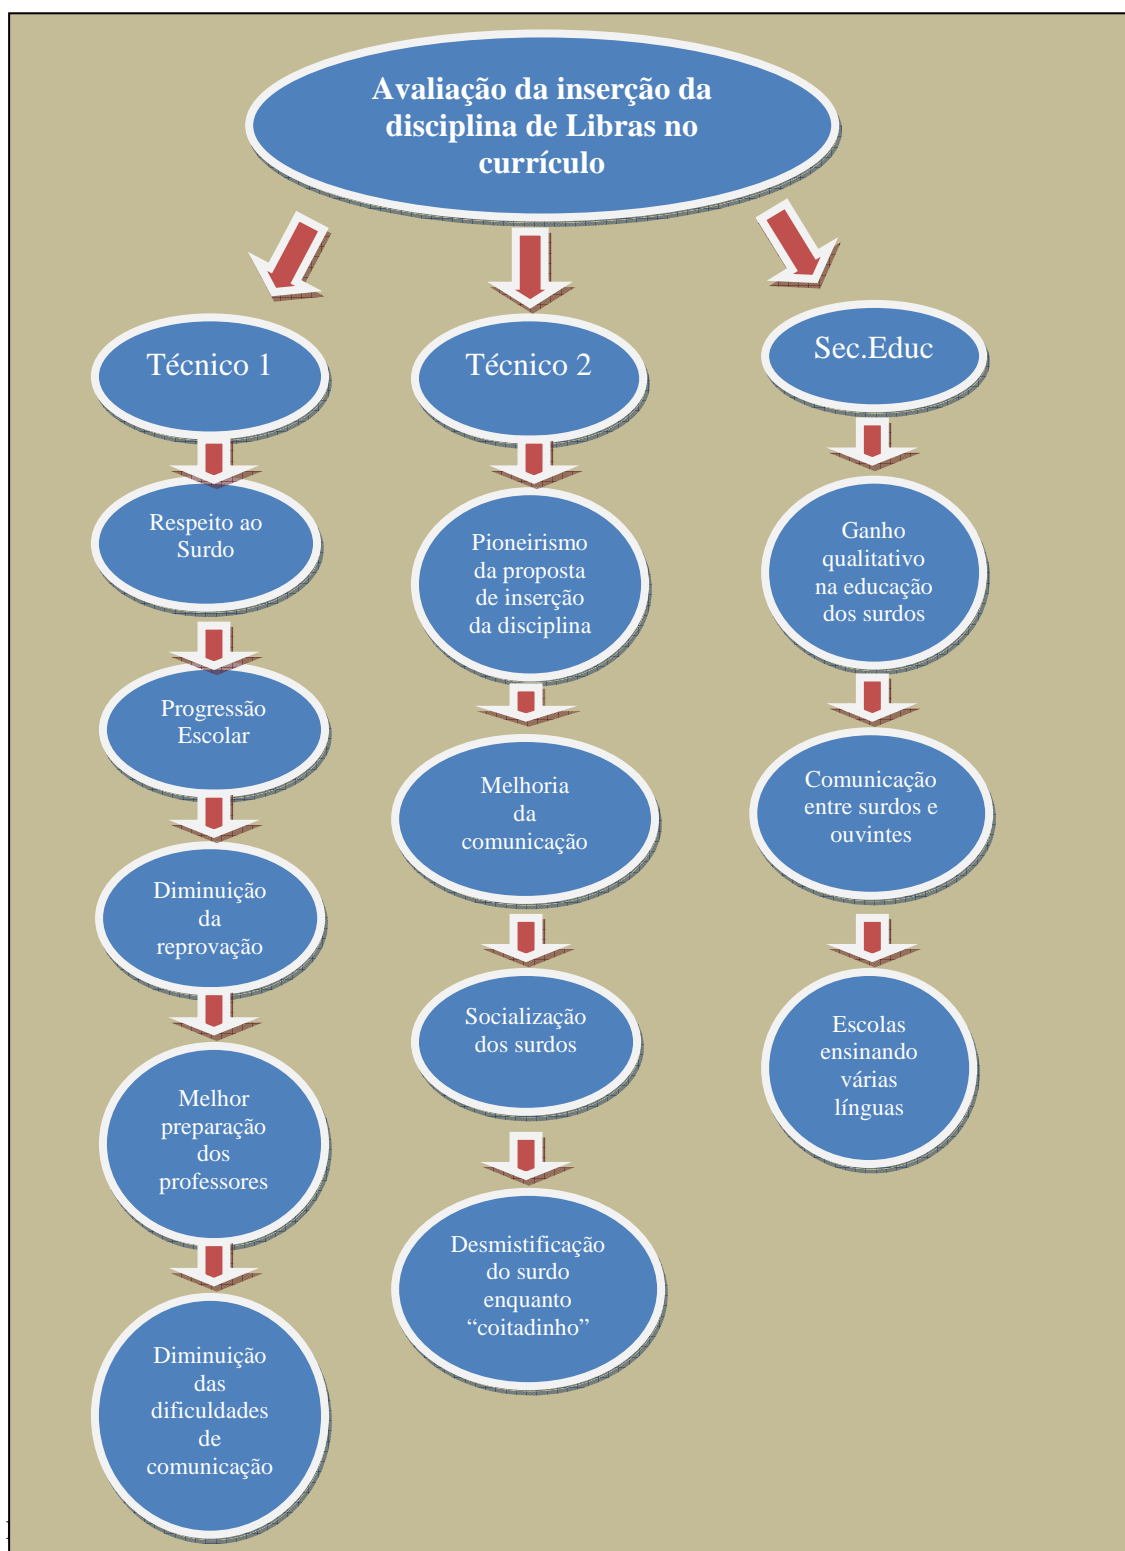 Avaliação da inserção da
disciplina de Libras no
currículo
Técnico 1
Respeito ao
Surdo
Progressão
Escolar
Diminuição
da
reprovação
Melhor
preparação
dos
professores
Diminuição
das
dificuldades
de
comunicação
Técnico 2
Pioneirismo
da proposta
de inserção
da disciplina
Melhoria
da
comunicação
Socialização
dos surdos
Desmistificação
do surdo
enquanto
“coitadinho”
Sec.Educ
Ganho
qualitativo
na educação
dos surdos
Comunicação
entre surdos e
ouvintes
Escolas
ensinando
várias
línguas